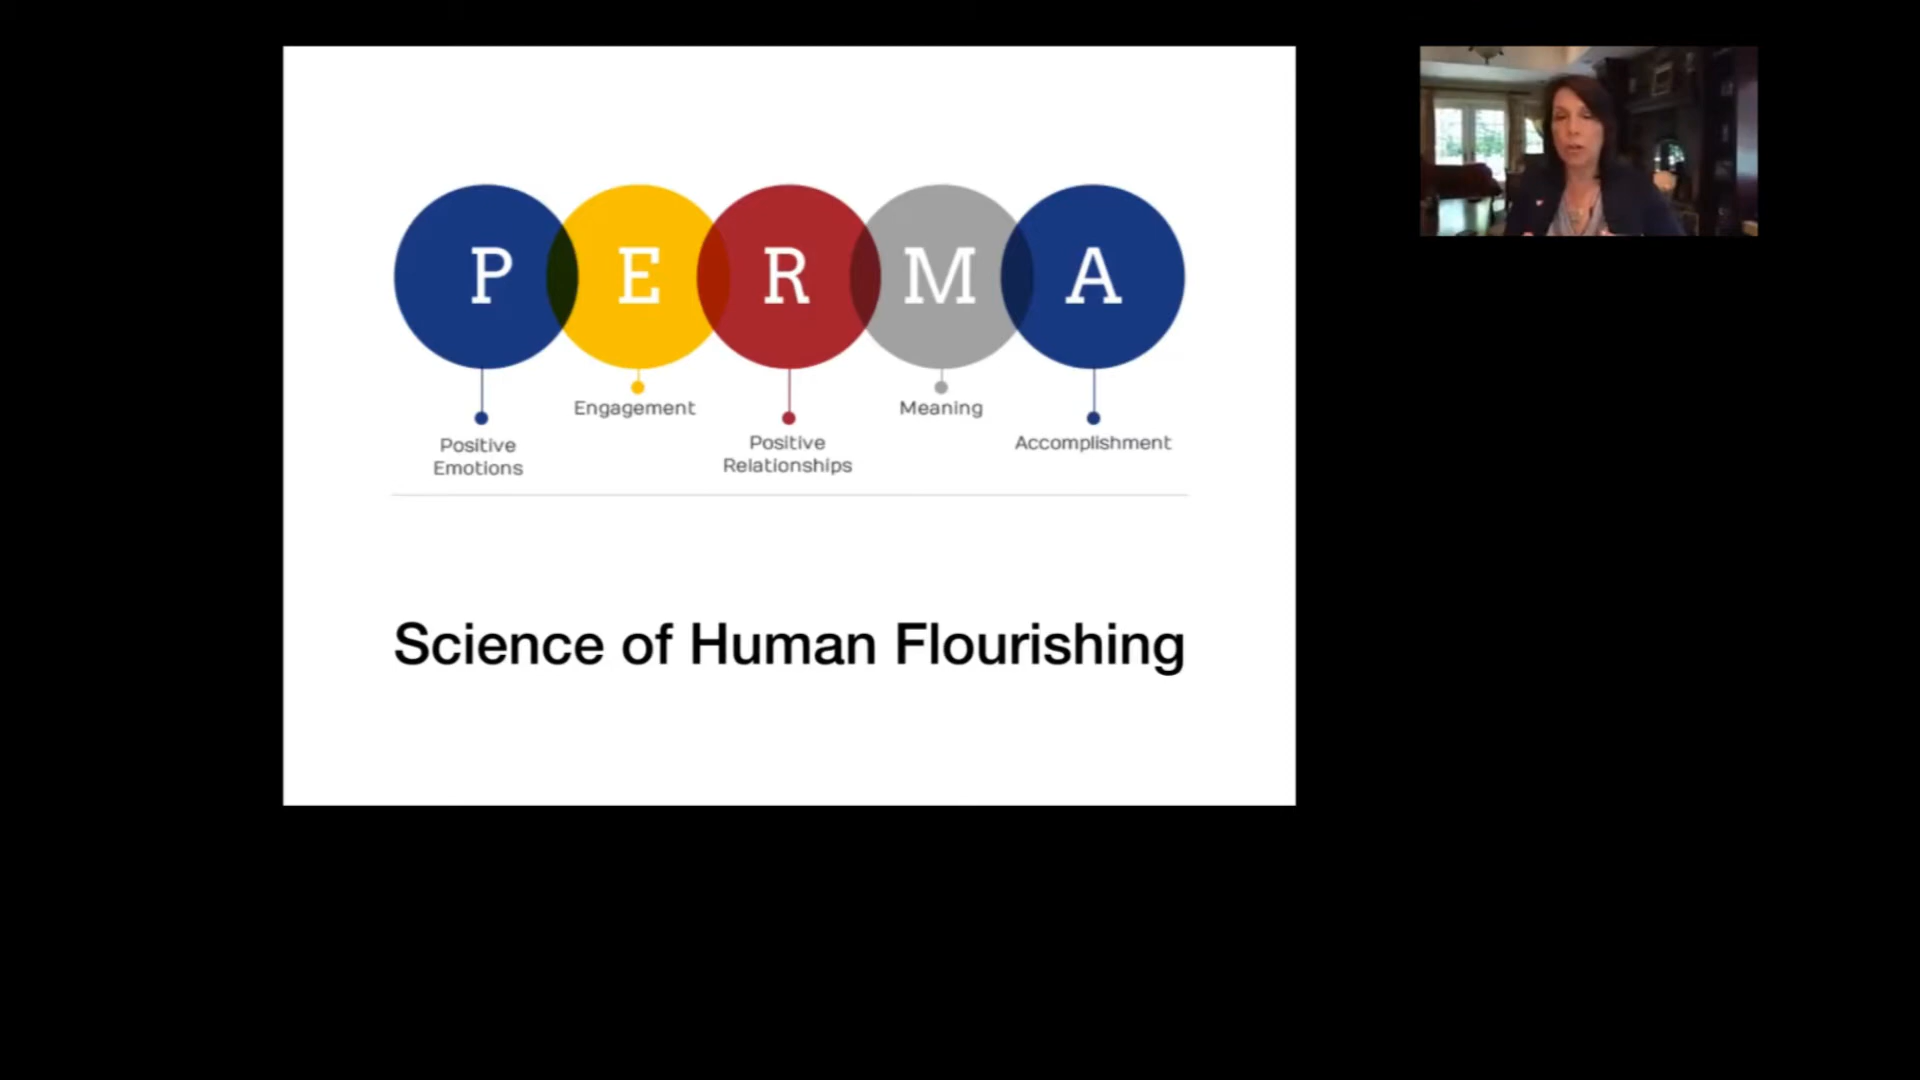 P E R M A
Engagement
Meaning
Positive
Emotions
Positive
Relationships
Accomplishment
Science of Human Flourishing